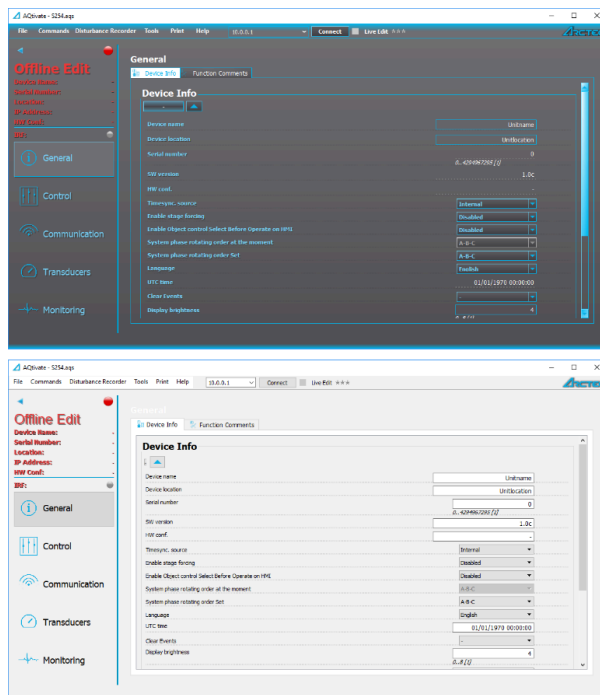 AQtivate - S254.aqs
File Commands Disturbance Recorder Tools Print Help 10.0.0.1 Connect Live Edit ***
Arcteq
Offline Edit
Device Name: -
Serial Number: -
Location: -
IP Address: -
HW Conf: -
IRF:
General
Control
Communication
Transducers
Monitoring
General
Device Info Function Comments
Device Info
-
Device name Unitname
Device location Unitlocation
Serial number 0
0..4294967295 [1]
SW version 1.0c
HW conf. -
Timesync. source Internal
Enable stage forcing Disabled
Enable Object control Select Before Operate on HMI Disabled
System phase rotating order at the moment A-B-C
System phase rotating order Set A-B-C
Language English
UTC time 01/01/1970 00:00:00
Clear Events -
Display brightness 4
0..8 [1]
AQtivate - S254.aqs
File Commands Disturbance Recorder Tools Print Help 10.0.0.1 Connect Live Edit ***
Arcteq
Offline Edit
Device Name: -
Serial Number: -
Location: -
IP Address: -
HW Conf: -
IRF:
General
Control
Communication
Transducers
Monitoring
General
Device Info Function Comments
Device Info
Device name Unitname
Device location Unitlocation
Serial number 0
0..4294967295 [1]
SW version 1.0c
HW conf. -
Timesync. source Internal
Enable stage forcing Disabled
Enable Object control Select Before Operate on HMI Disabled
System phase rotating order at the moment A-B-C
System phase rotating order Set A-B-C
Language English
UTC time 01/01/1970 00:00:00
Clear Events -
Display brightness 4
0..8 [1]